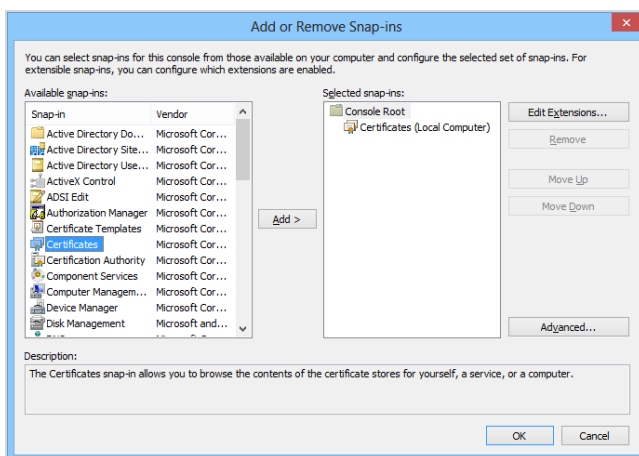 Add or Remove Snap-ins
You can select snap-ins for this console from those available on your computer and configure the selected set of snap-ins. For
extensible snap-ins, you can configure which extensions are enabled.
Available snap-ins:
Snap-in Vendor
Active Directory Do... Microsoft Cor...
Active Directory Site... Microsoft Cor...
Active Directory Use... Microsoft Cor...
ActiveX Control Microsoft Cor...
ADSI Edit Microsoft Cor...
Authorization Manager Microsoft Cor...
Certificate Templates Microsoft Cor...
Certificates Microsoft Cor...
Certification Authority Microsoft Cor...
Component Services Microsoft Cor...
Computer Managem... Microsoft Cor...
Device Manager Microsoft Cor...
Disk Management Microsoft and...
Add >
Selected snap-ins:
Console Root
Certificates (Local Computer)
Edit Extensions...
Remove
Move Up
Move Down
Advanced...
Description:
The Certificates snap-in allows you to browse the contents of the certificate stores for yourself, a service, or a computer.
OK
Cancel